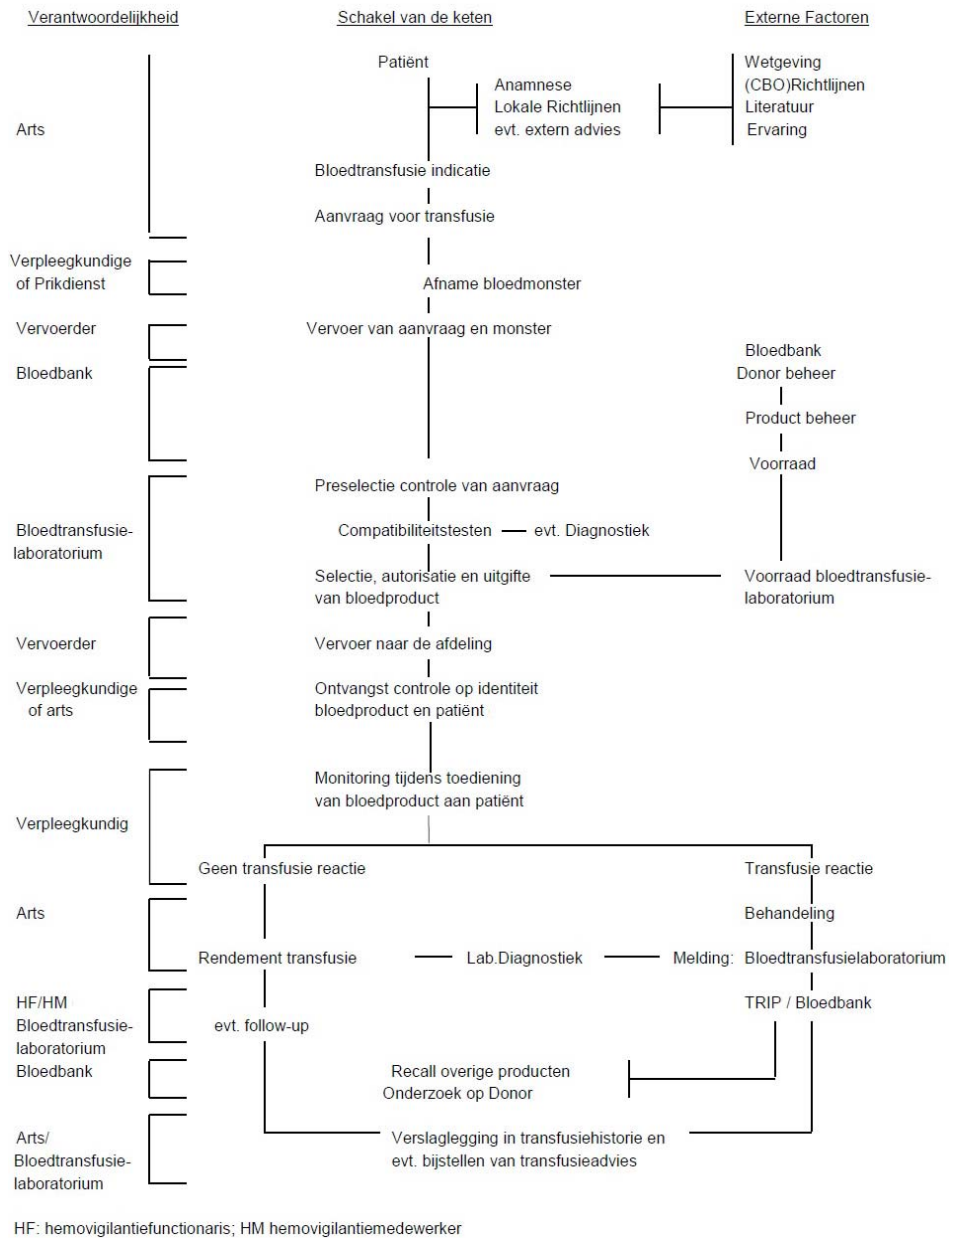 Verantwoordelijkheid Schakel van de keten Externe Factoren
Patiënt Wetgeving
Anamnese (CBO)Richtlijnen
Lokale Richtlijnen Literatuur
Arts evt. extern advies Ervaring
Bloedtransfusie indicatie
Aanvraag voor transfusie
Verpleegkundige
of Prikdienst Afname bloedmonster
Vervoerder Vervoer van aanvraag en monster
Bloedbank
Bloedbank Donor beheer
Product beheer
Voorraad
Preselectie controle van aanvraag
Bloedtransfusie- Compatibiliteitstesten evt. Diagnostiek
laboratorium
Selectie, autorisatie en uitgifte Voorraad bloedtransfusie-
van bloedproduct laboratorium
Vervoerder Vervoer naar de afdeling
Verpleegkundige Ontvangst controle op identiteit
of arts bloedproduct en patiënt
Monitoring tijdens toediening
van bloedproduct aan patiënt
Verpleegkundig
Geen transfusie reactie Transfusie reactie
Arts Behandeling
Rendement transfusie Lab.Diagnostiek Melding: Bloedtransfusielaboratorium
HF/HM TRIP / Bloedbank
Bloedtransfusie- evt. follow-up
laboratorium
Bloedbank Recall overige producten
Onderzoek op Donor
Arts/ Verslaglegging in transfusiehistorie en
Bloedtransfusie- evt. bijstellen van transfusieadvies
laboratorium
HF: hemovigilantiefunctionaris; HM hemovigilantiemedewerker